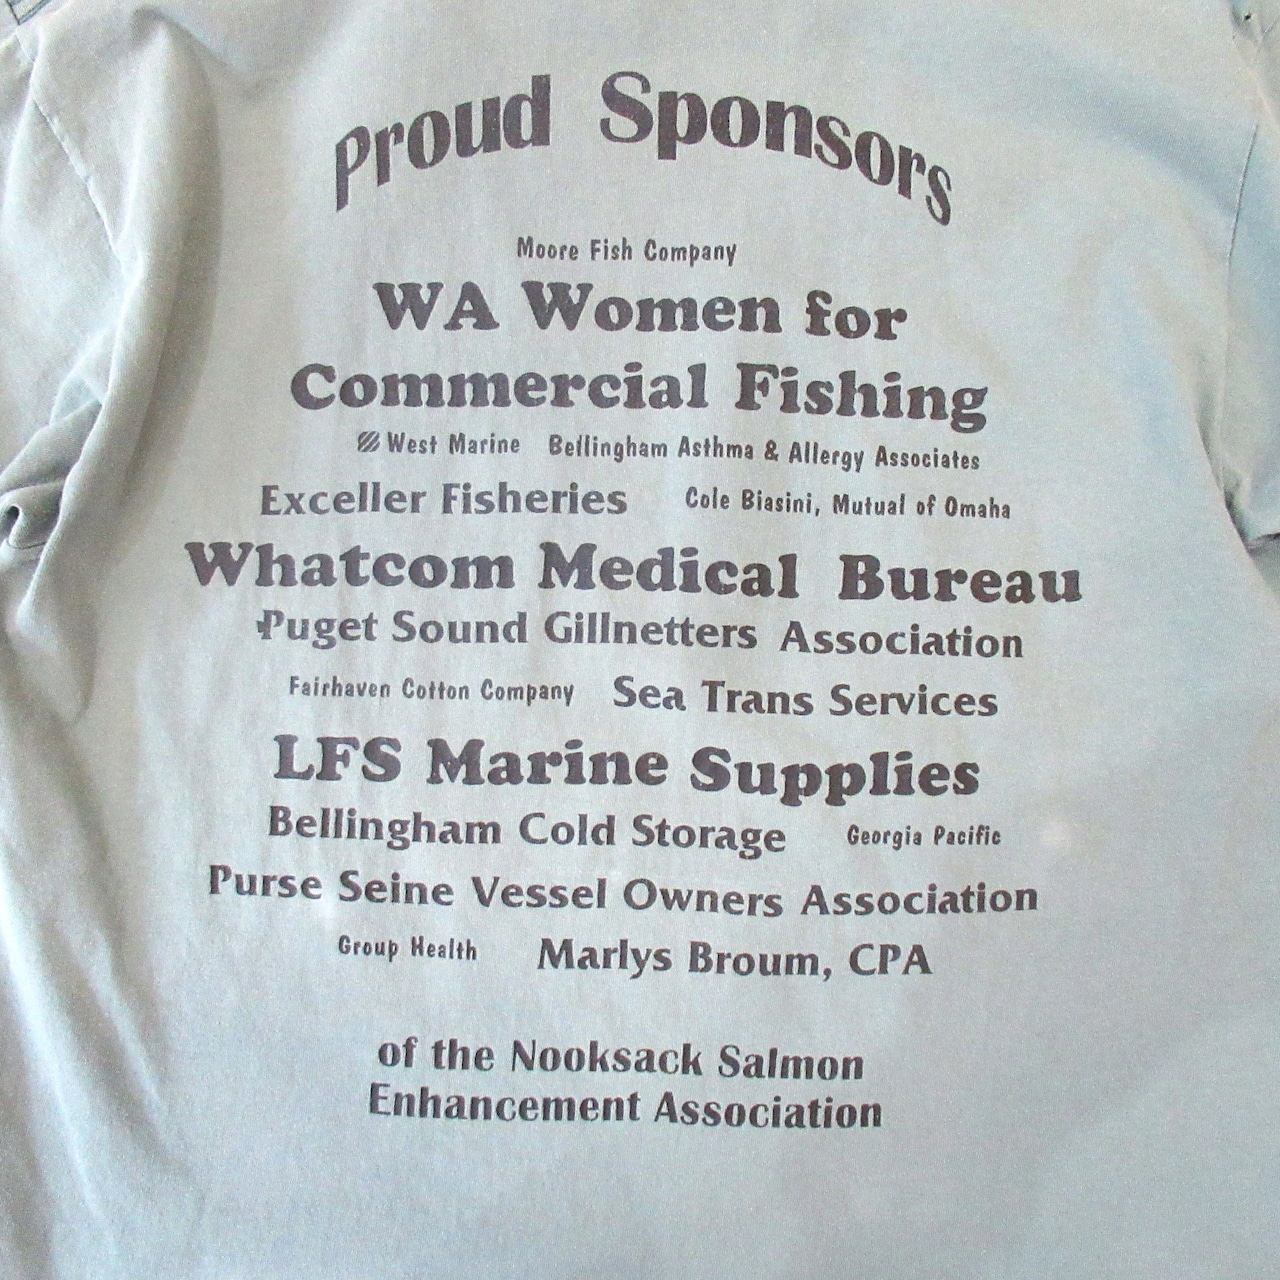 Proud Sponsors
Moore Fish Company
WA Women for
Commercial Fishing
West Marine Bellingham Asthma & Allergy Associates
Exceller Fisheries Cole Biasini, Mutual of Omaha
Whatcom Medical Bureau
Puget Sound Gillnetters Association
Fairhaven Cotton Company Sea Trans Services
LFS Marine Supplies
Bellingham Cold Storage Georgia Pacific
Purse Seine Vessel Owners Association
Group Health Marlys Broum, CPA
of the Nooksack Salmon
Enhancement Association